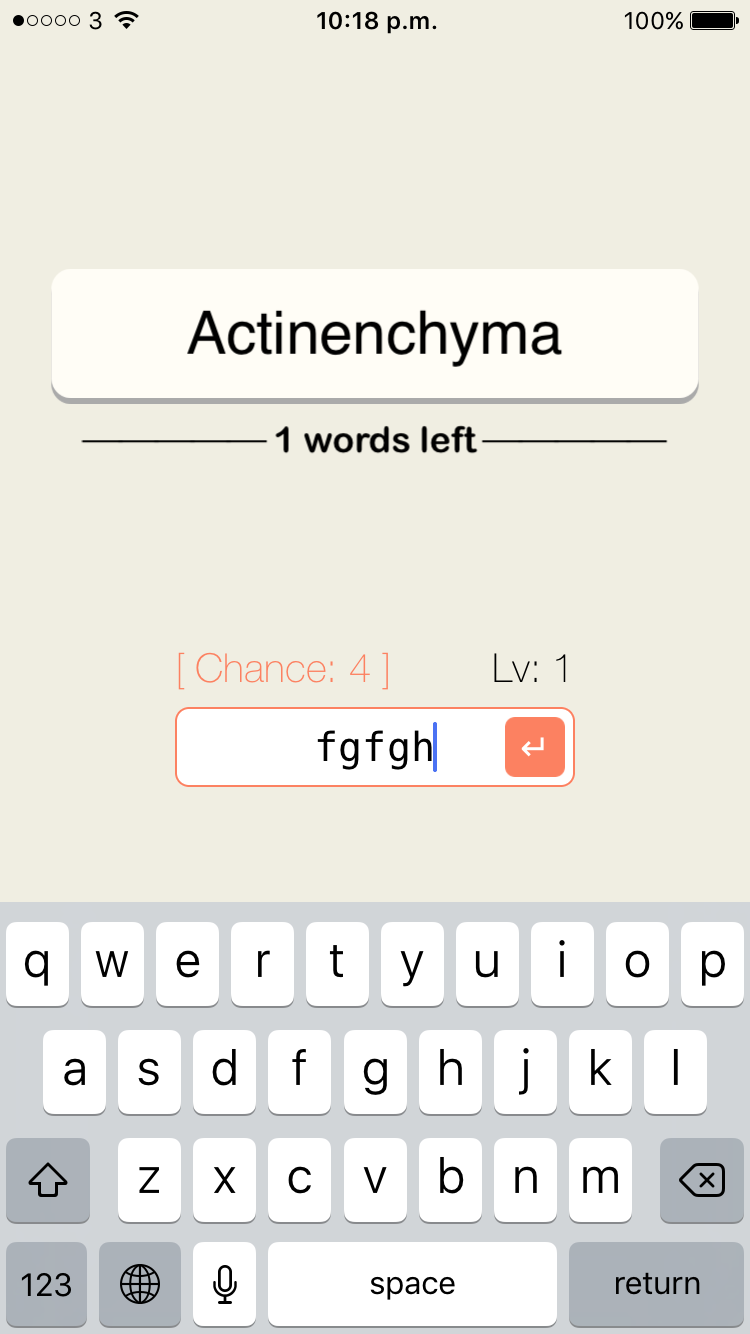 3 10:18 p.m. 100%
Actinenchyma
1 words left
[ Chance: 4 ] Lv: 1
fgfgh
q w e r t y u i o p
a s d f g h j k l
z x c v b n m
123 space return